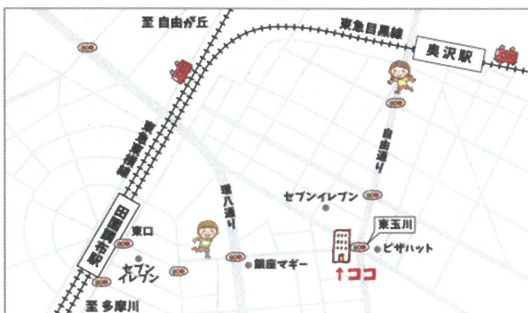 至 自由が丘
東急目黒線
奥沢駅
東急東横線
自由通り
環八通り
セブンイレブン
田園調布駅
東口
東玉川
ピザハット
セブン
イレブン
銀座マギー
↑ココ
至 多摩川